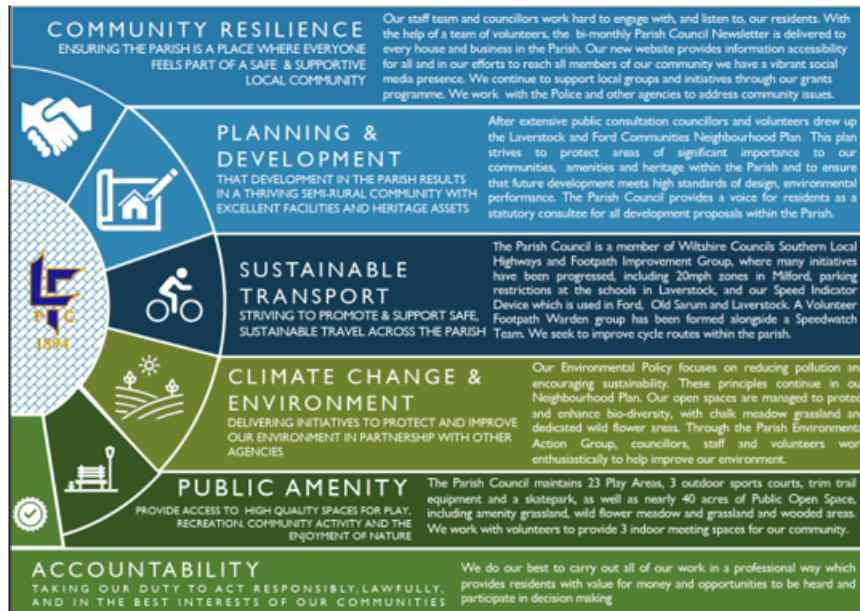 COMMUNITY RESILIENCE
ENSURING THE PARISH IS A PLACE WHERE EVERYONE
FEELS PART OF A SAFE & SUPPORTIVE
LOCAL COMMUNITY
Our staff team and councillors work hard to engage with, and listen to, our residents. With
the help of a team of volunteers, the bi-monthly Parish Council Newsletter is delivered to
every house and business in the Parish. Our new website provides information accessibility
for all and in our efforts to reach all members of our community we have a vibrant social
media presence. We continue to support local groups and initiatives through our grants
programme. We work with the Police and other agencies to address community issues.
PLANNING &
DEVELOPMENT
THAT DEVELOPMENT IN THE PARISH RESULTS
IN A THRIVING SEMI-RURAL COMMUNITY WITH
EXCELLENT FACILITIES AND HERITAGE ASSETS
After extensive public consultation councillors and volunteers drew up
the Laverstock and Ford Communities Neighbourhood Plan This plan
strives to protect areas of significant importance to our
communities, amenities and heritage within the Parish and to ensure
that future development meets high standards of design, environmental
performance. The Parish Council provides a voice for residents as a
statutory consultee for all development proposals within the Parish.
SUSTAINABLE
TRANSPORT
STRIVING TO PROMOTE & SUPPORT SAFE,
SUSTAINABLE TRAVEL ACROSS THE PARISH
The Parish Council is a member of Wiltshire Councils Southern Local
Highways and Footpath Improvement Group, where many initiatives
have been progressed, including 20mph zones in Milford, parking
restrictions at the schools in Laverstock, and our Speed Indicator
Device which is used in Ford, Old Sarum and Laverstock. A Volunteer
Footpath Warden group has been formed alongside a Speedwatch
Team. We seek to improve cycle routes within the parish.
LF
P C
1894
CLIMATE CHANGE &
ENVIRONMENT
DELIVERING INITIATIVES TO PROTECT AND IMPROVE
OUR ENVIRONMENT IN PARTNERSHIP WITH OTHER
AGENCIES
Our Environmental Policy focuses on reducing pollution an
encouraging sustainability. These principles continue in ou
Neighbourhood Plan. Our open spaces are managed to protec
and enhance bio-diversity, with chalk meadow grassland an
dedicated wild flower areas. Through the Parish Environment
Action Group, councillors, staff and volunteers wor
enthusiastically to help improve our environment.
PUBLIC AMENITY
PROVIDE ACCESS TO HIGH QUALITY SPACES FOR PLAY,
RECREATION, COMMUNITY ACTIVITY AND THE
ENJOYMENT OF NATURE
The Parish Council maintains 23 Play Areas, 3 outdoor sports courts, trim trail
equipment and a skatepark, as well as nearly 40 acres of Public Open Space,
including amenity grassland, wild flower meadow and grassland and wooded areas.
We work with volunteers to provide 3 indoor meeting spaces for our community.
ACCOUNTABILITY
TAKING OUR DUTY TO ACT RESPONSIBLY, LAWFULLY,
AND IN THE BEST INTERESTS OF OUR COMMUNITIES
We do our best to carry out all of our work in a professional way which
provides residents with value for money and opportunities to be heard and
participate in decision making